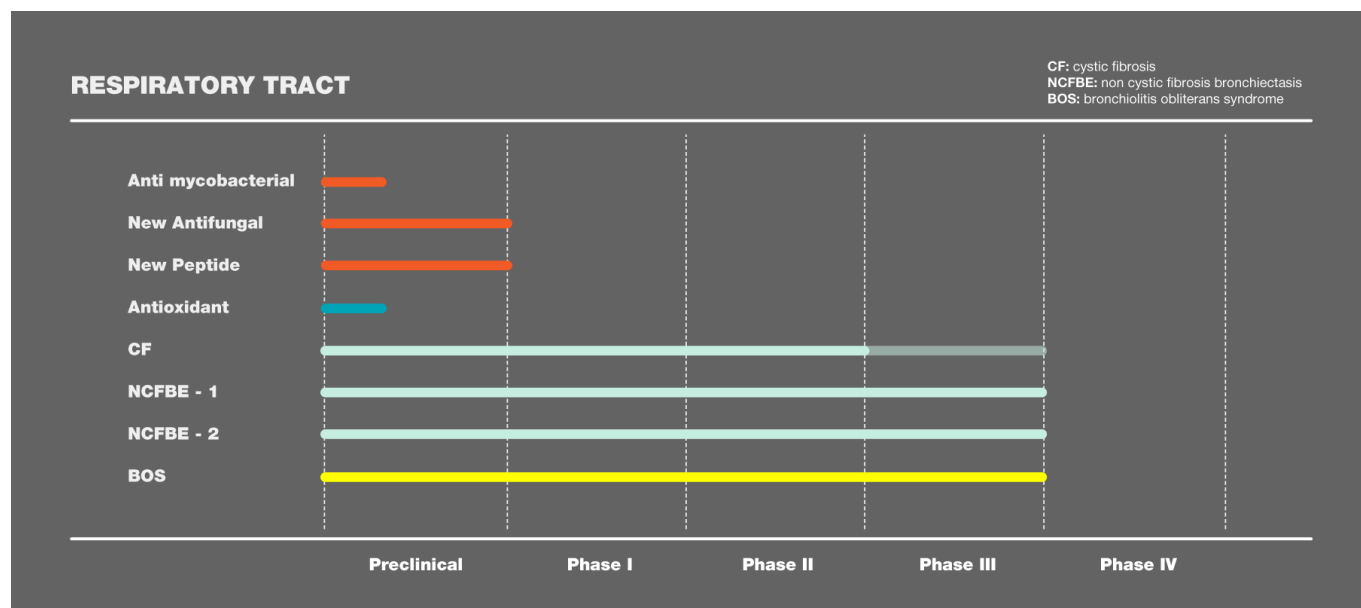 RESPIRATORY TRACT
CF: cystic fibrosis
NCFBE: non cystic fibrosis bronchiectasis
BOS: bronchiolitis obliterans syndrome
Anti mycobacterial
New Antifungal
New Peptide
Antioxidant
CF
NCFBE - 1
NCFBE - 2
BOS
Preclinical Phase I Phase II Phase III Phase IV